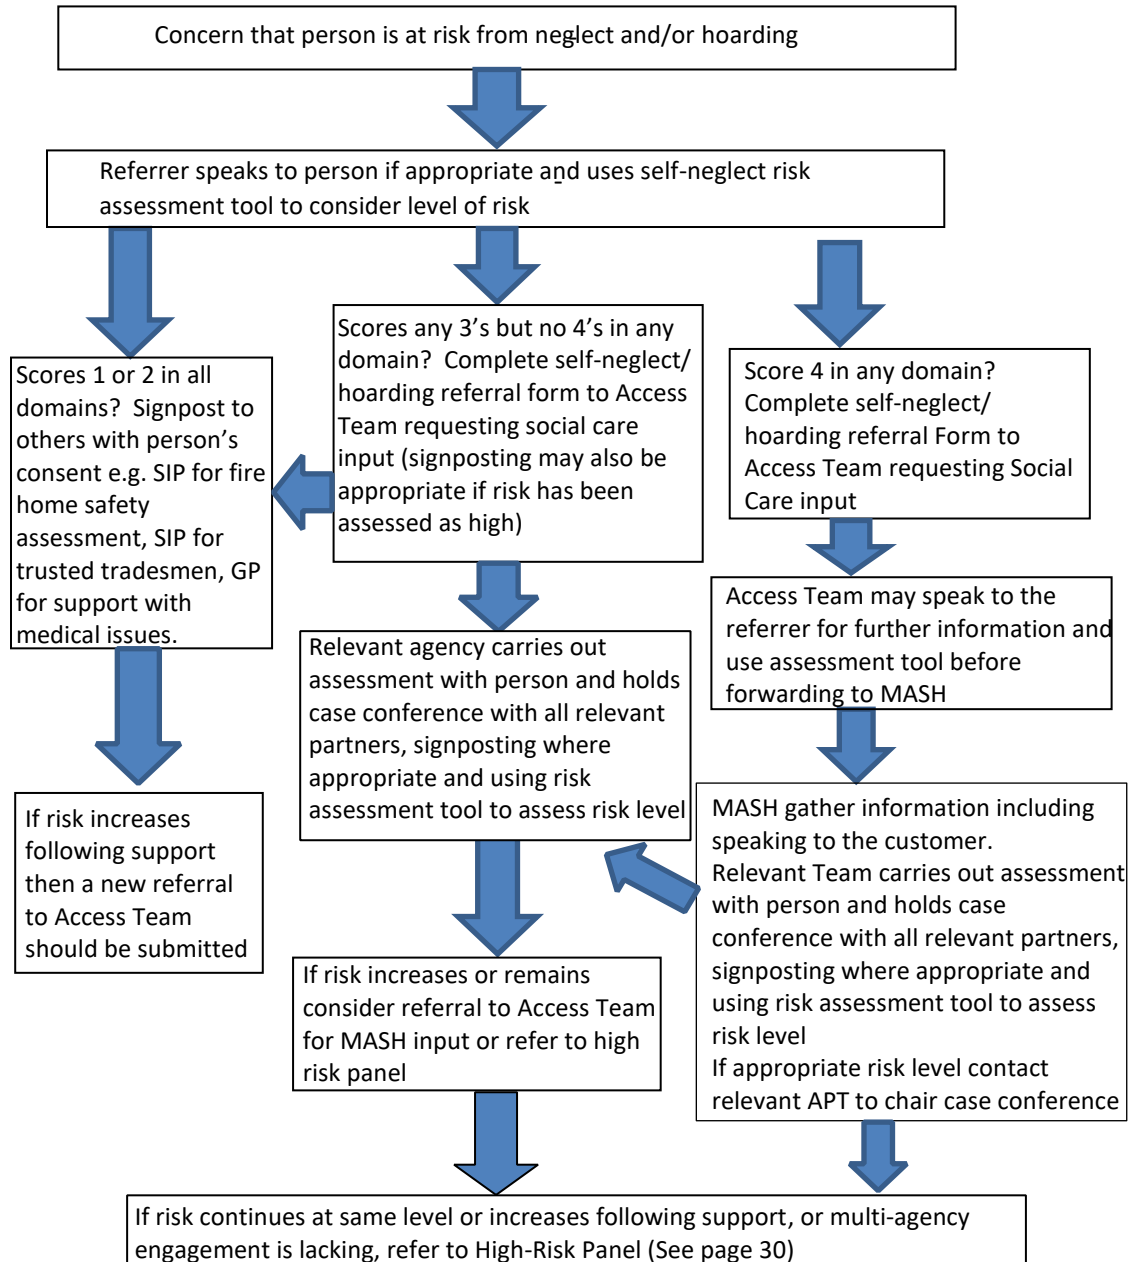 Concern that person is at risk from neglect and/or hoarding
Referrer speaks to person if appropriate and uses self-neglect risk
assessment tool to consider level of risk
Scores 1 or 2 in all
domains? Signpost to
others with person's
consent e.g. SIP for fire
home safety
assessment, SIP for
trusted tradesmen, GP
for support with
medical issues.
Scores any 3's but no 4's in any
domain? Complete self-neglect/
hoarding referral form to Access
Team requesting social care
input (signposting may also be
appropriate if risk has been
assessed as high)
Score 4 in any domain?
Complete self-neglect/
hoarding referral Form to
Access Team requesting Social
Care input
Access Team may speak to the
referrer for further information and
use assessment tool before
forwarding to MASH
Relevant agency carries out
assessment with person and holds
case conference with all relevant
partners, signposting where
appropriate and using risk
assessment tool to assess risk level
If risk increases
following support
then a new referral
to Access Team
should be submitted
MASH gather information including
speaking to the customer.
Relevant Team carries out assessment
with person and holds case
conference with all relevant partners,
signposting where appropriate and
using risk assessment tool to assess
risk level
If appropriate risk level contact
relevant APT to chair case conference
If risk increases or remains
consider referral to Access Team
for MASH input or refer to high
risk panel
If risk continues at same level or increases following support, or multi-agency
engagement is lacking, refer to High-Risk Panel (See page 30)